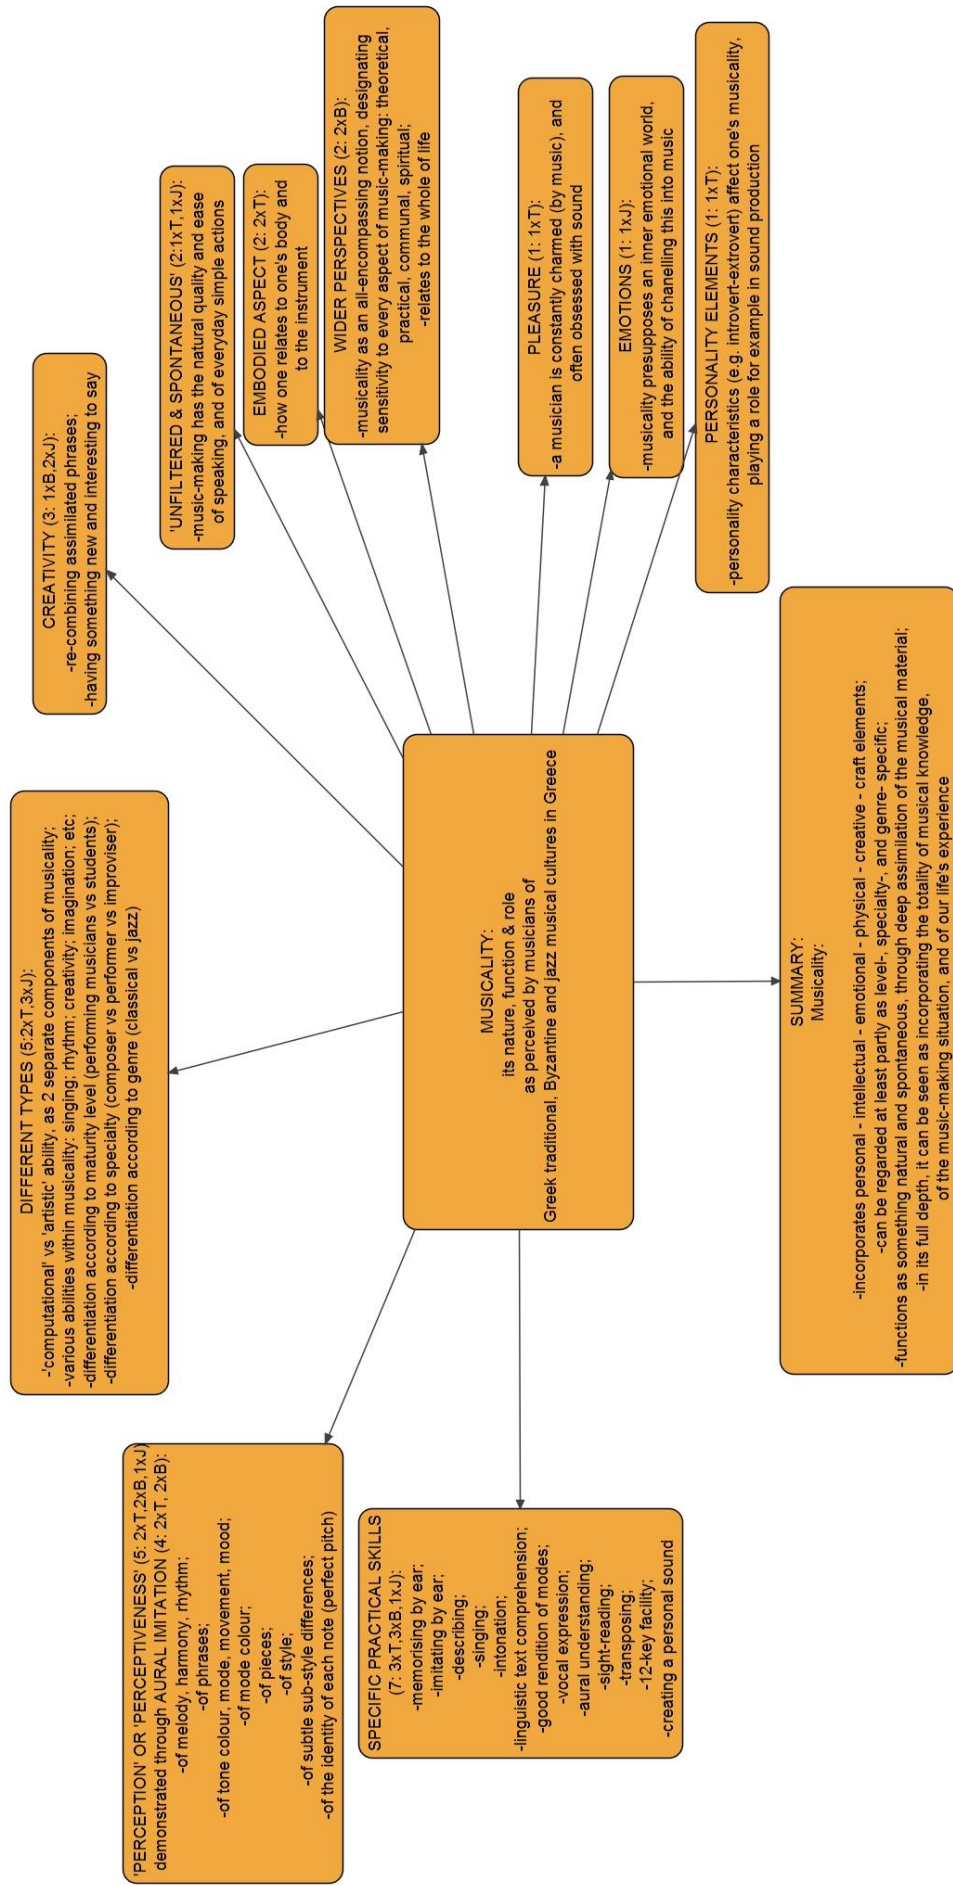 'PERCEPTION' OR 'PERCEPTIVENESS' (5: 2xT,2xB,1xJ)
demonstrated through AURAL IMITATION (4: 2xT, 2xB):
-of melody, harmony, rhythm;
-of phrases;
-of tone colour, mode, movement, mood;
-of mode colour;
-of pieces;
-of style;
-of subtle sub-style differences;
-of the identity of each note (perfect pitch)
SPECIFIC PRACTICAL SKILLS
(7: 3xT,3xB,1xJ):
-memorising by ear;
-imitating by ear;
-describing;
-singing;
-intonation;
-linguistic text comprehension;
-good rendition of modes;
-vocal expression;
-aural understanding;
-sight-reading;
-transposing;
-12-key facility;
-creating a personal sound
DIFFERENT TYPES (5:2xT,3xJ):
-'computational' vs 'artistic' ability, as 2 separate components of musicality;
-various abilities within musicality: singing; rhythm; creativity; imagination; etc;
-differentiation according to maturity level (performing musicians vs students);
-differentiation according to specialty (composer vs performer vs improviser);
-differentiation according to genre (classical vs jazz)
MUSICALITY:
its nature, function & role
as perceived by musicians of
Greek traditional, Byzantine and jazz musical cultures in Greece
SUMMARY:
Musicality:
-incorporates personal - intellectual - emotional - physical - creative - craft elements;
-can be regarded at least partly as level-, specialty-, and genre- specific;
-functions as something natural and spontaneous, through deep assimilation of the musical material;
-in its full depth, it can be seen as incorporating the totality of musical knowledge,
of the music-making situation, and of our life's experience
CREATIVITY (3: 1xB,2xJ):
-re-combining assimilated phrases;
-having something new and interesting to say
'UNFILTERED & SPONTANEOUS' (2:1xT,1xJ):
-music-making has the natural quality and ease
of speaking, and of everyday simple actions
EMBODIED ASPECT (2: 2xT):
-how one relates to one's body and
to the instrument
WIDER PERSPECTIVES (2: 2xB):
-musicality as an all-encompassing notion, designating
sensitivity to every aspect of music-making: theoretical,
practical, communal, spiritual;
-relates to the whole of life
PLEASURE (1: 1xT):
-a musician is constantly charmed (by music), and
often obsessed with sound
EMOTIONS (1: 1xJ):
-musicality presupposes an inner emotional world,
and the ability of channelling this into music
PERSONALITY ELEMENTS (1: 1xT):
-personality characteristics (e.g. introvert-extrovert) affect one's musicality,
playing a role for example in sound production